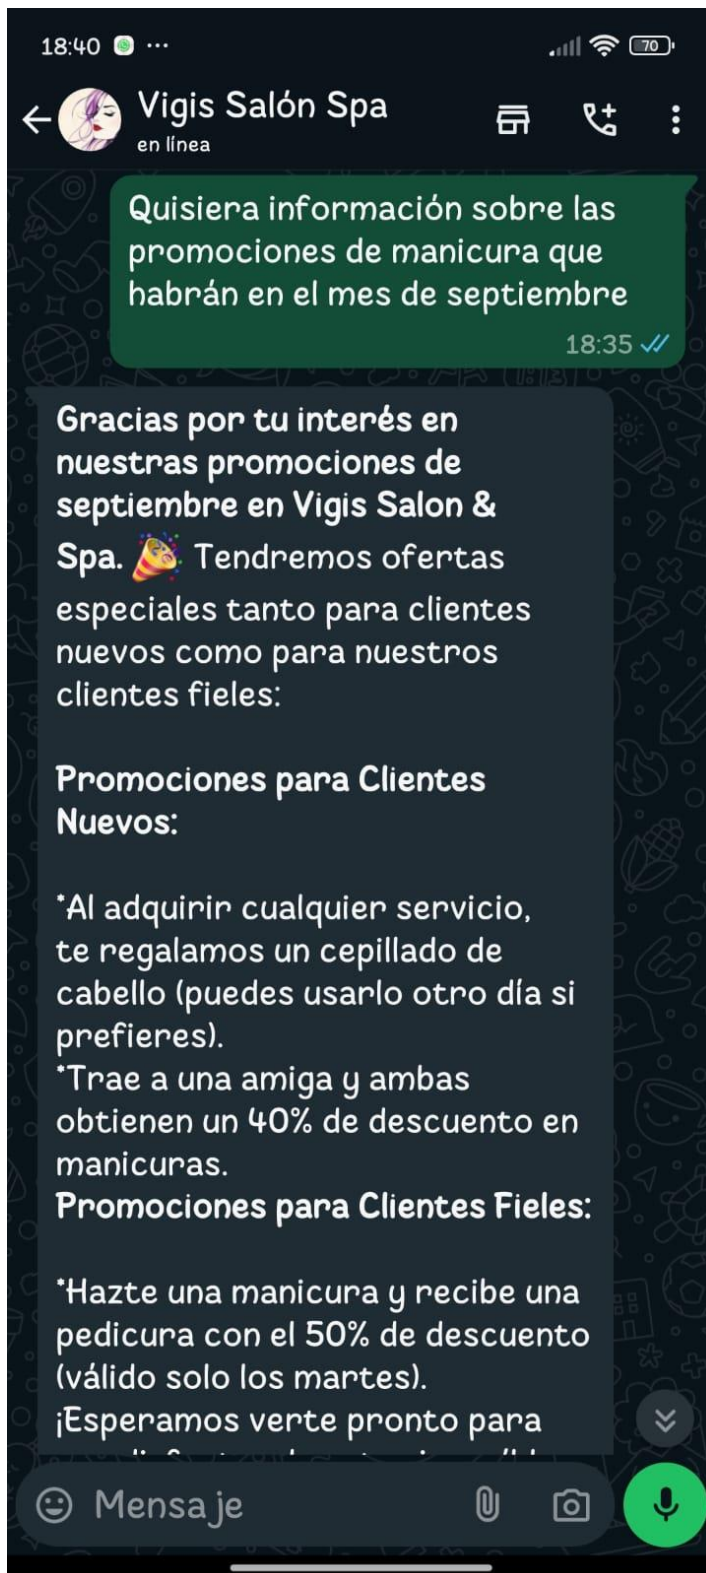 18:40 ...
70
Vigis Salón Spa
en línea
Quisiera información sobre las
promociones de manicura que
habrán en el mes de septiembre
18:35
Gracias por tu interés en
nuestras promociones de
septiembre en Vigis Salon &
Spa. 🎉 Tendremos ofertas
especiales tanto para clientes
nuevos como para nuestros
clientes fieles:
Promociones para Clientes
Nuevos:
*Al adquirir cualquier servicio,
te regalamos un cepillado de
cabello (puedes usarlo otro día si
prefieres).
*Trae a una amiga y ambas
obtienen un 40% de descuento en
manicuras.
Promociones para Clientes Fieles:
*Hazte una manicura y recibe una
pedicura con el 50% de descuento
(válido solo los martes).
¡Esperamos verte pronto para
Mensaje